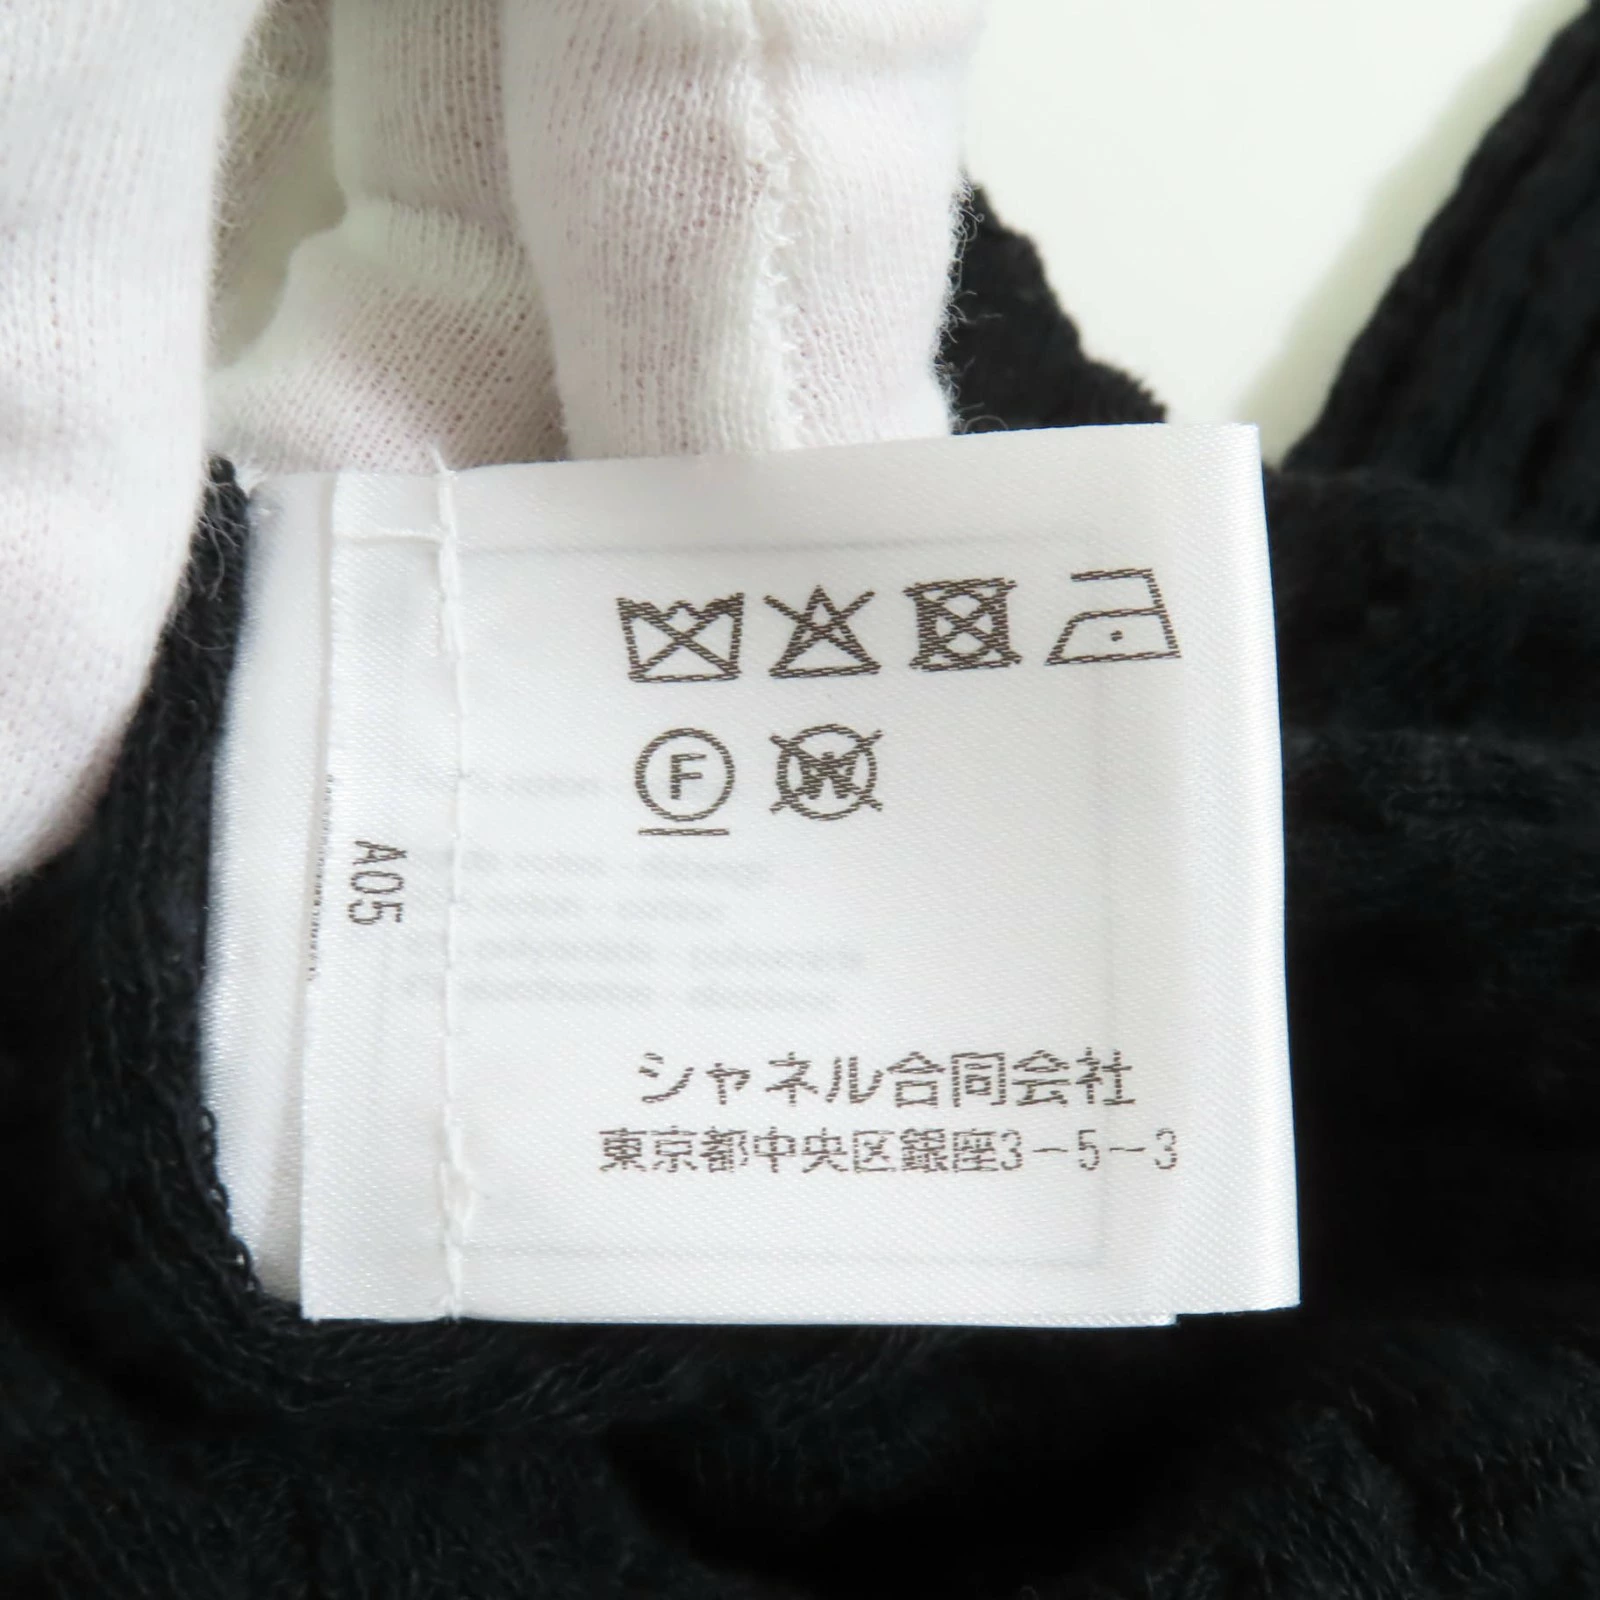 F
W
A05
シャネル合同会社
東京都中央区銀座3-5-3